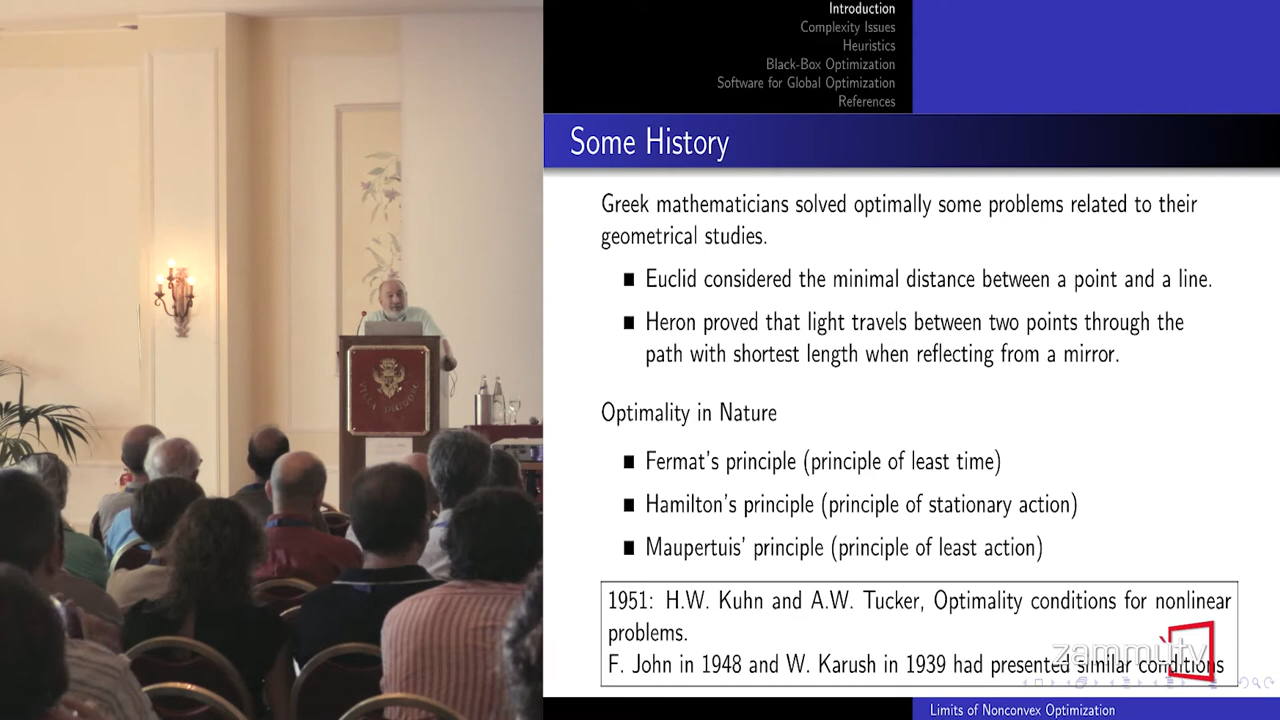 Introduction
Complexity Issues
Heuristics
Black-Box Optimization
Software for Global Optimization
References
Some History
Greek mathematicians solved optimally some problems related to their
geometrical studies.
Euclid considered the minimal distance between a point and a line.
Heron proved that light travels between two points through the
path with shortest length when reflecting from a mirror.
Optimality in Nature
Fermat's principle (principle of least time)
Hamilton's principle (principle of stationary action)
Maupertuis' principle (principle of least action)
1951: H.W. Kuhn and A.W. Tucker, Optimality conditions for nonlinear
problems.
F. John in 1948 and W. Karush in 1939 had presented similar conditions
zammùtv
Limits of Nonconvex Optimization